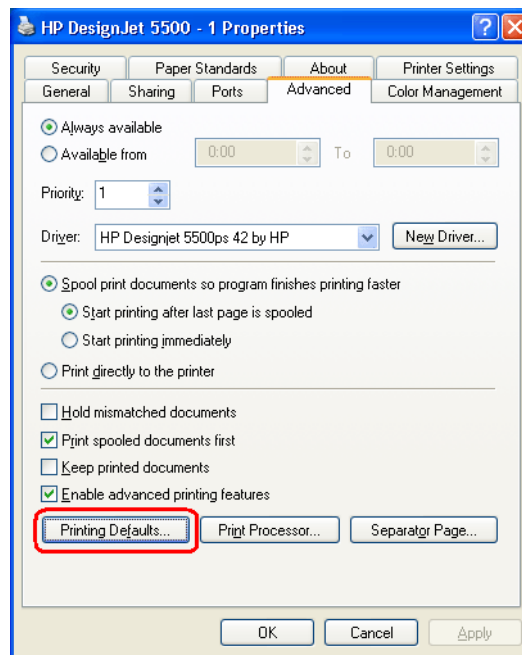 HP DesignJet 5500 - 1 Properties
Security Paper Standards About Printer Settings
General Sharing Ports Advanced Color Management
Always available
Available from 0:00 To 0:00
Priority: 1
Driver: HP Designjet 5500ps 42 by HP New Driver...
Spool print documents so program finishes printing faster
Start printing after last page is spooled
Start printing immediately
Print directly to the printer
Hold mismatched documents
Print spooled documents first
Keep printed documents
Enable advanced printing features
Printing Defaults... Print Processor... Separator Page...
OK Cancel Apply